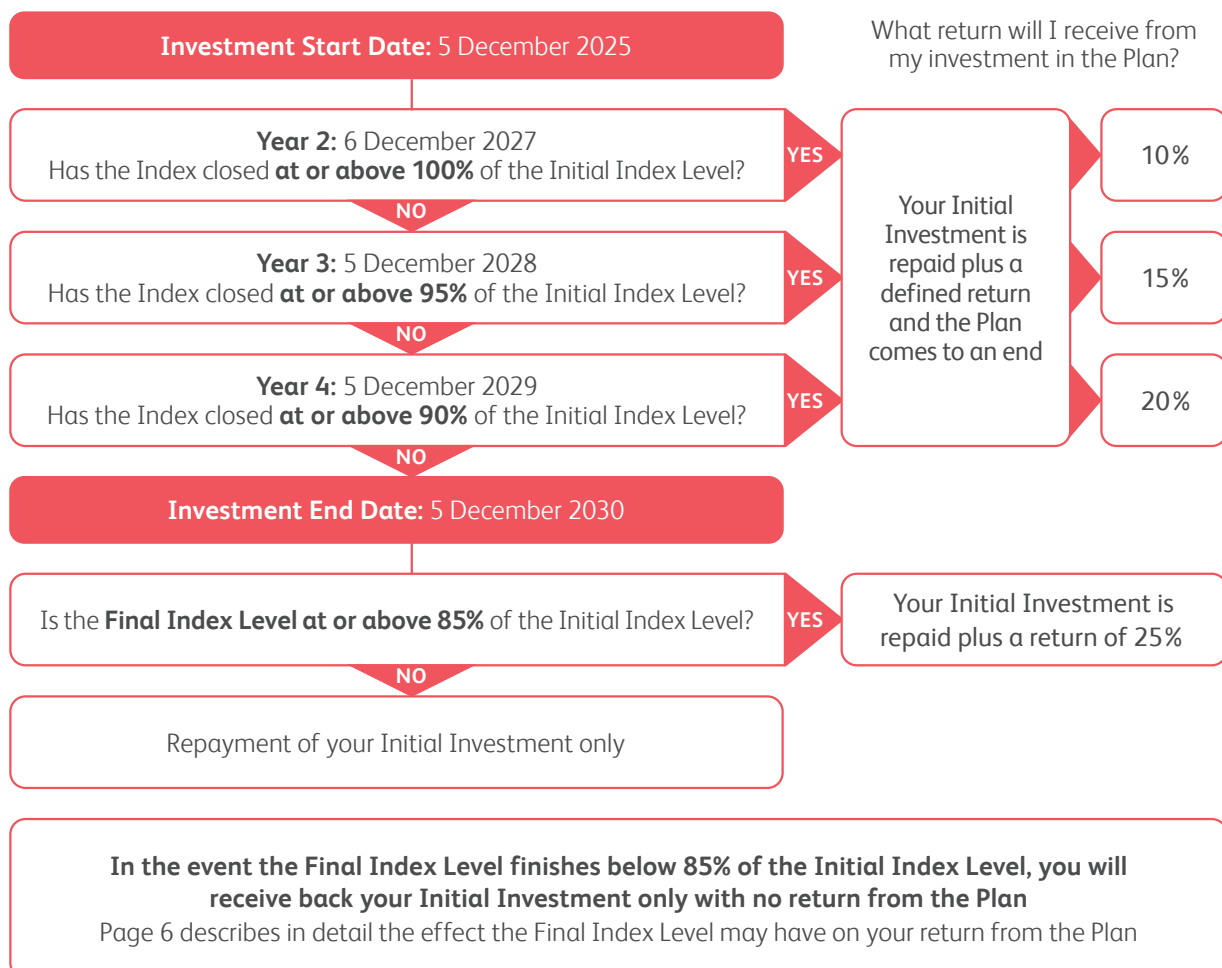 Investment Start Date: 5 December 2025
What return will I receive from
my investment in the Plan?
Year 2: 6 December 2027
Has the Index closed at or above 100% of the Initial Index Level?
YES
10%
NO
Year 3: 5 December 2028
Has the Index closed at or above 95% of the Initial Index Level?
YES
15%
NO
Year 4: 5 December 2029
Has the Index closed at or above 90% of the Initial Index Level?
YES
20%
NO
Your Initial
Investment is
repaid plus a
defined return
and the Plan
comes to an end
Investment End Date: 5 December 2030
Is the Final Index Level at or above 85% of the Initial Index Level?
YES
Your Initial Investment is
repaid plus a return of 25%
NO
Repayment of your Initial Investment only
In the event the Final Index Level finishes below 85% of the Initial Index Level, you will
receive back your Initial Investment only with no return from the Plan
Page 6 describes in detail the effect the Final Index Level may have on your return from the Plan